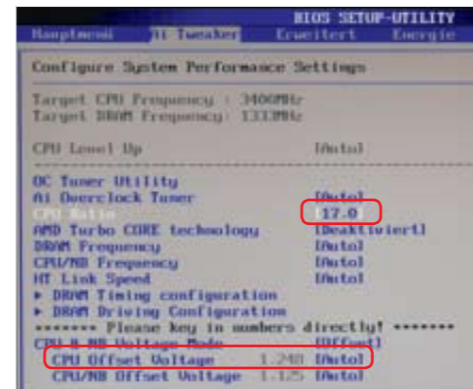 BIOS SETUP-UTILITY
Hauptmenü Ai Tweaker Erweitert Energie
Configure System Performance Settings
Target CPU Frequency : 3400MHz
Target DRAM Frequency: 1333MHz
CPU Level Up [Auto]
OC Tuner Utility
Ai Overclock Tuner [Auto]
CPU Ratio [17.0]
AMD Turbo CORE technology [Deaktiviert]
DRAM Frequency [Auto]
CPU/NB Frequency [Auto]
HT Link Speed [Auto]
▶ DRAM Timing configuration
▶ DRAM Driving Configuration
******* Please key in numbers directly! ******
CPU & NB Voltage Mode [Offset]
CPU Offset Voltage 1.248 [Auto]
CPU/NB Offset Voltage 1.125 [Auto]